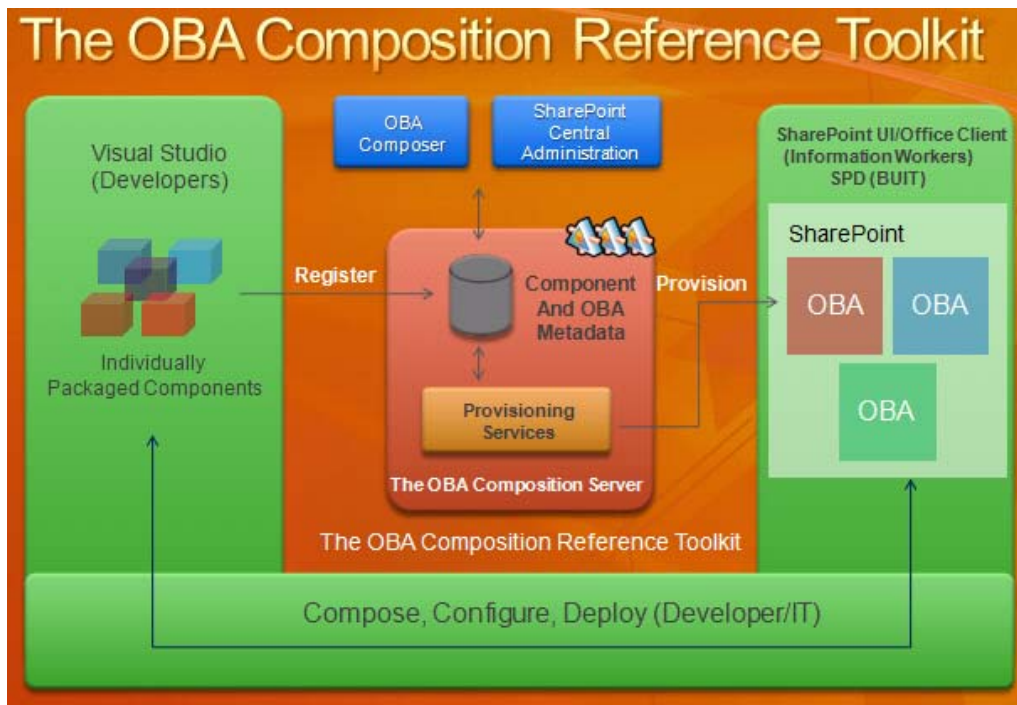 The OBA Composition Reference Toolkit
Visual Studio
(Developers)
Individually
Packaged Components
OBA
Composer
SharePoint
Central
Administration
Register
Component
And OBA
Metadata
Provisioning
Services
The OBA Composition Server
The OBA Composition Reference Toolkit
Provision
SharePoint UI/Office Client
(Information Workers)
SPD (BUIT)
SharePoint
OBA
OBA
OBA
Compose, Configure, Deploy (Developer/IT)